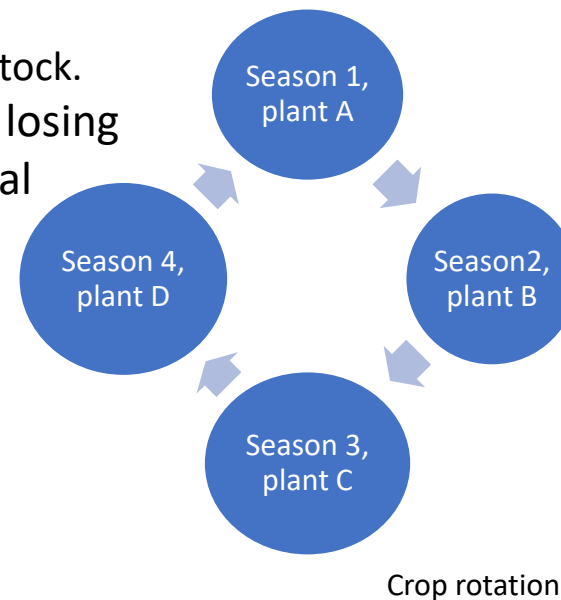 tock.
losing
al
Season 1,
plant A
Season2,
plant B
Season 3,
plant C
Season 4,
plant D
Crop rotation